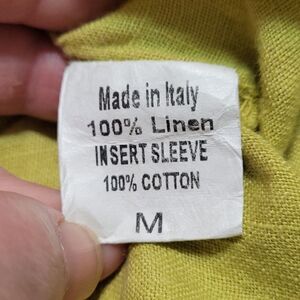 Made in Italy
100% Linen
INSERT SLEEVE
100% COTTON
M